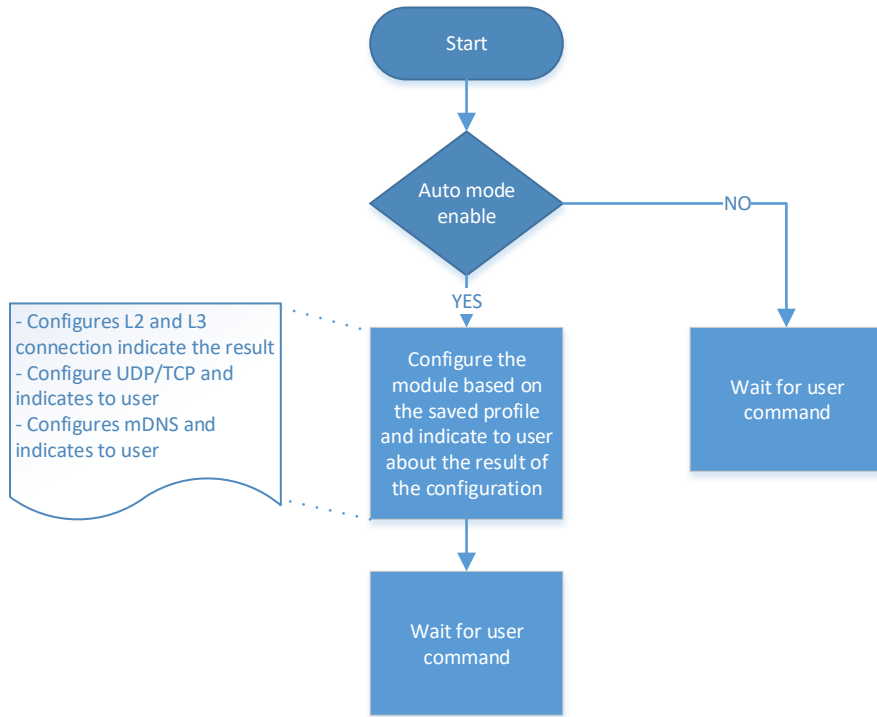 Start
Auto mode
enable
NO
YES
- Configures L2 and L3
connection indicate the result
- Configure UDP/TCP and
indicates to user
- Configures mDNS and
indicates to user
Configure the
module based on
the saved profile
and indicate to user
about the result of
the configuration
Wait for user
command
Wait for user
command